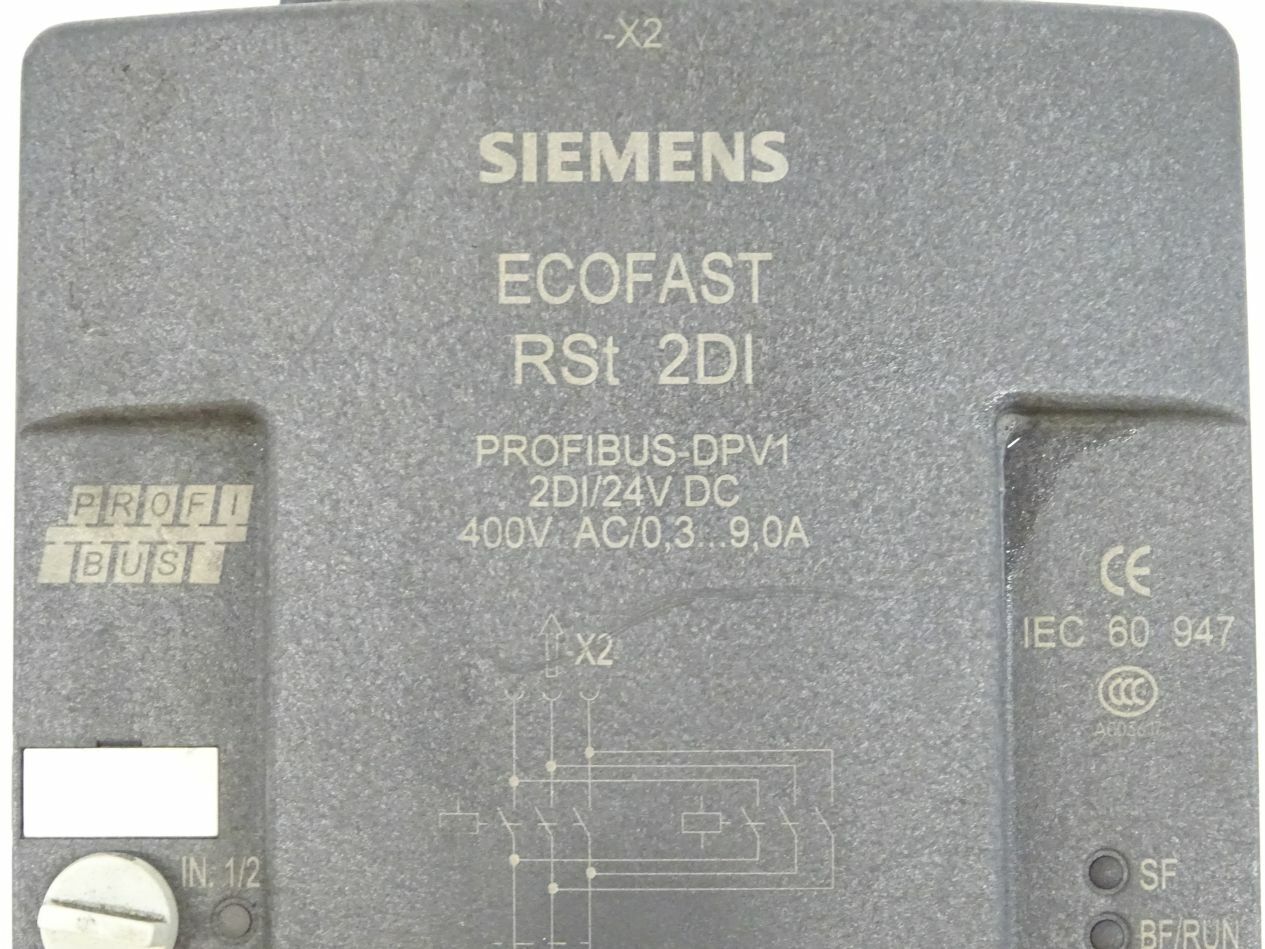 -X2
SIEMENS
ECOFAST
RSt 2DI
PROFIBUS-DPV1
2DI/24V DC
400V AC/0,3...9,0A
PROFI
BUS
CE
IEC 60 947
CCC
-X2
IN. 1/2
SF
BF/RUN